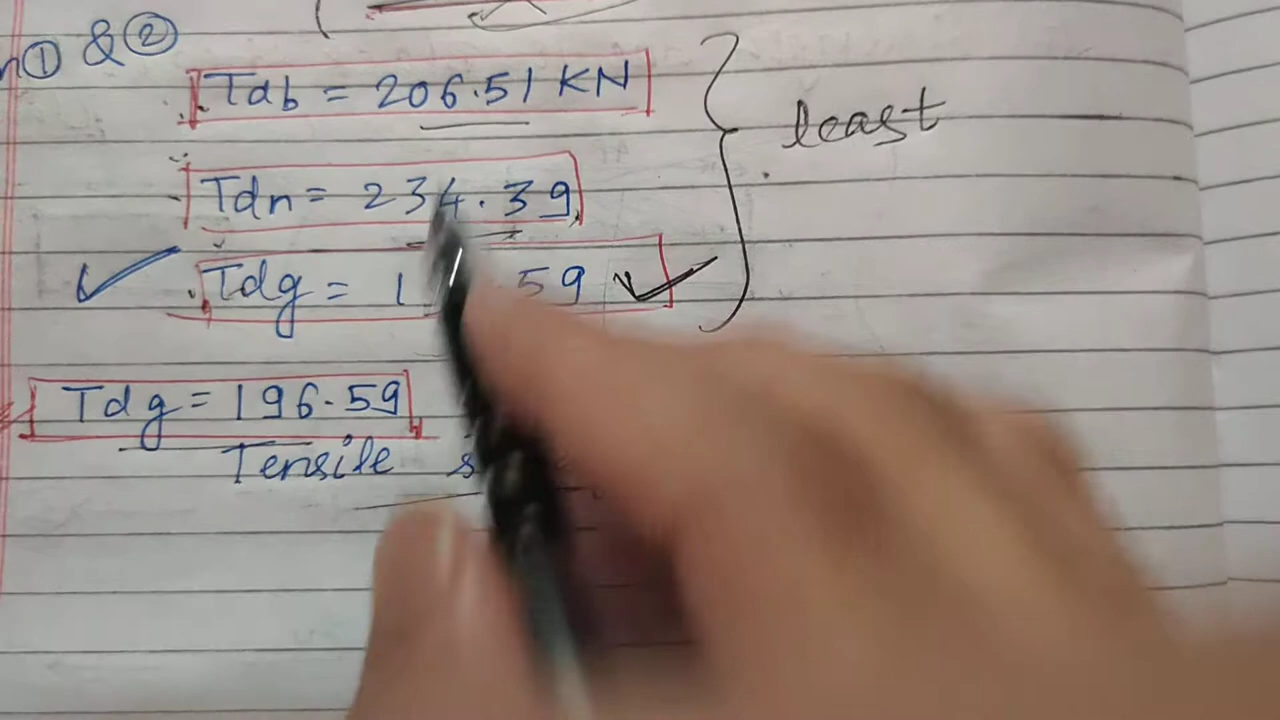 ① & ②
Tdb = 206.51 KN
Tdn = 234.39
least
Tdg = 1 .59
Tdg = 196.59
Tensile